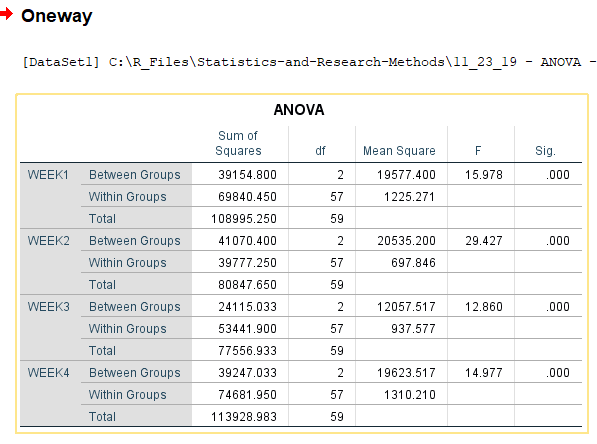 Oneway
[DataSet1] C:\R_Files\Statistics-and-Research-Methods\11_23_19 - ANOVA -
ANOVA
Sum of Squares df Mean Square F Sig.
WEEK1 Between Groups 39154.800 2 19577.400 15.978 .000
Within Groups 69840.450 57 1225.271
Total 108995.250 59
WEEK2 Between Groups 41070.400 2 20535.200 29.427 .000
Within Groups 39777.250 57 697.846
Total 80847.650 59
WEEK3 Between Groups 24115.033 2 12057.517 12.860 .000
Within Groups 53441.900 57 937.577
Total 77556.933 59
WEEK4 Between Groups 39247.033 2 19623.517 14.977 .000
Within Groups 74681.950 57 1310.210
Total 113928.983 59